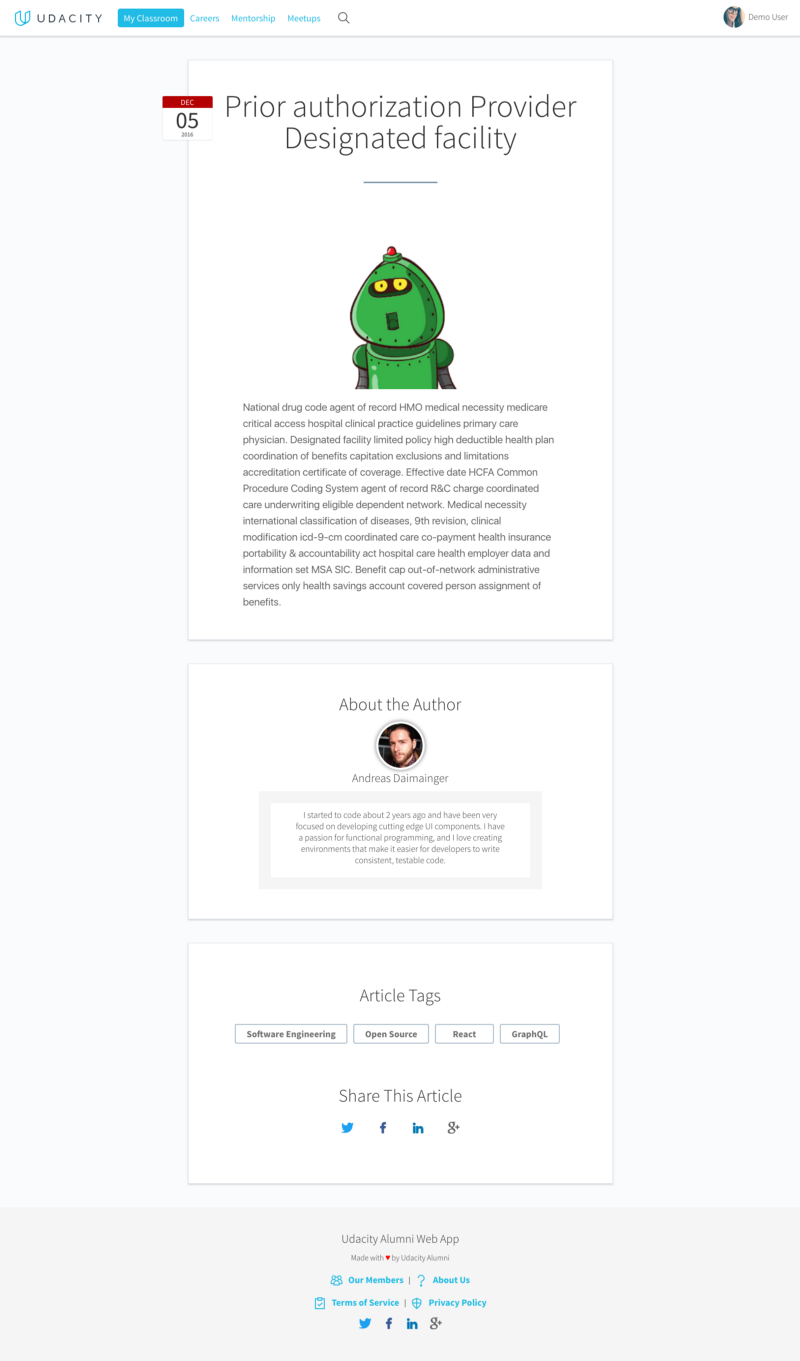 UDACITY My Classroom Careers Mentorship Meetups Demo User
DEC
05
2016
Prior authorization Provider
Designated facility
National drug code agent of record HMO medical necessity medicare
critical access hospital clinical practice guidelines primary care
physician. Designated facility limited policy high deductible health plan
coordination of benefits capitation exclusions and limitations
accreditation certificate of coverage. Effective date HCFA Common
Procedure Coding System agent of record R&C charge coordinated
care underwriting eligible dependent network. Medical necessity
international classification of diseases, 9th revision, clinical
modification icd-9-cm coordinated care co-payment health insurance
portability & accountability act hospital care health employer data and
information set MSA SIC. Benefit cap out-of-network administrative
services only health savings account covered person assignment of
benefits.
About the Author
Andreas Daimainger
I started to code about 2 years ago and have been very
focused on developing cutting edge UI components. I have
a passion for functional programming, and I love creating
environments that make it easier for developers to write
consistent, testable code.
Article Tags
Software Engineering Open Source React GraphQL
Share This Article
Udacity Alumni Web App
Made with ♥ by Udacity Alumni
Our Members | About Us
Terms of Service | Privacy Policy